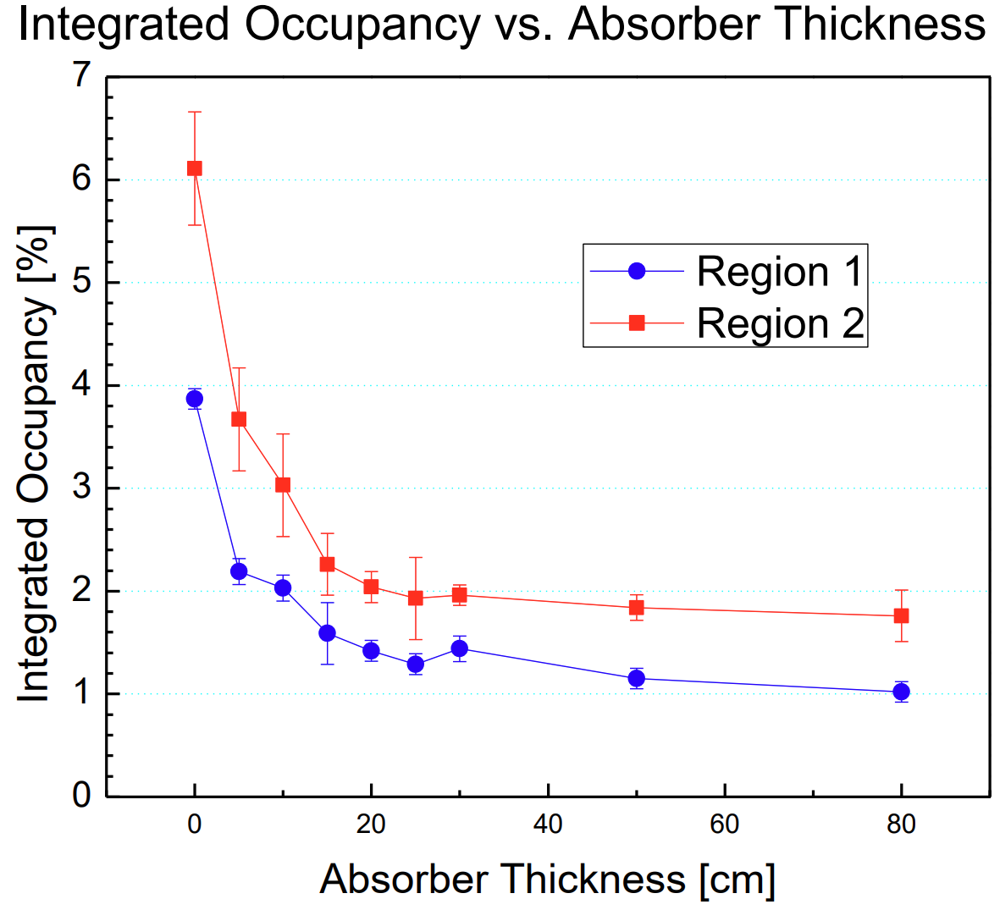 Integrated Occupancy vs. Absorber Thickness
7
6
5
4
3
2
1
0
Integrated Occupancy [%]
Region 1
Region 2
0 20 40 60 80
Absorber Thickness [cm]